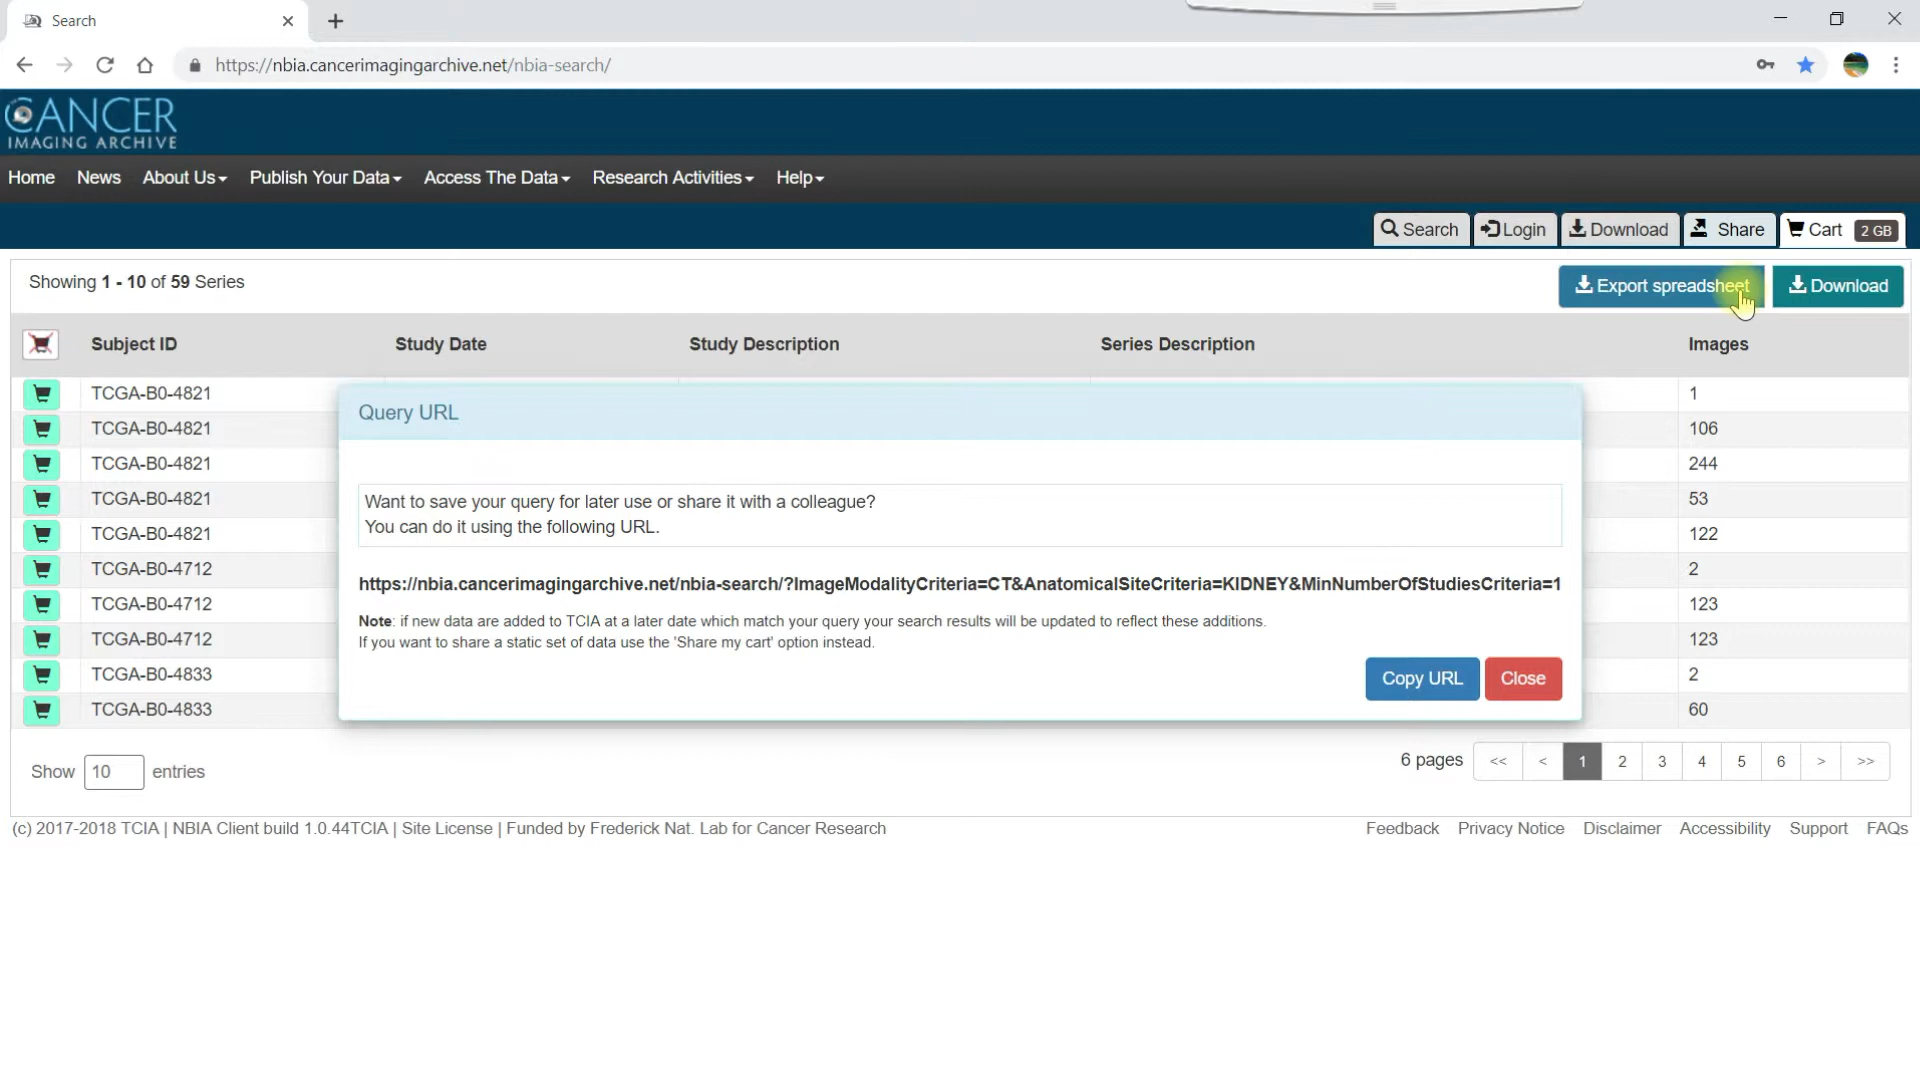 Search
https://nbia.cancerimagingarchive.net/nbia-search/
CANCER
IMAGING ARCHIVE
Home News About Us Publish Your Data Access The Data Research Activities Help
Search Login Download Share Cart 2 GB
Showing 1 - 10 of 59 Series
Export spreadsheet Download
Subject ID Study Date Study Description Series Description Images
TCGA-B0-4821 1
TCGA-B0-4821 106
TCGA-B0-4821 244
TCGA-B0-4821 53
TCGA-B0-4821 122
TCGA-B0-4712 2
TCGA-B0-4712 123
TCGA-B0-4712 123
TCGA-B0-4833 2
TCGA-B0-4833 60
Query URL
Want to save your query for later use or share it with a colleague?
You can do it using the following URL.
https://nbia.cancerimagingarchive.net/nbia-search/?ImageModalityCriteria=CT&AnatomicalSiteCriteria=KIDNEY&MinNumberOfStudiesCriteria=1
Note: if new data are added to TCIA at a later date which match your query your search results will be updated to reflect these additions.
If you want to share a static set of data use the 'Share my cart' option instead.
Copy URL Close
Show 10 entries
6 pages << < 1 2 3 4 5 6 > >>
(c) 2017-2018 TCIA | NBIA Client build 1.0.44TCIA | Site License | Funded by Frederick Nat. Lab for Cancer Research
Feedback Privacy Notice Disclaimer Accessibility Support FAQs